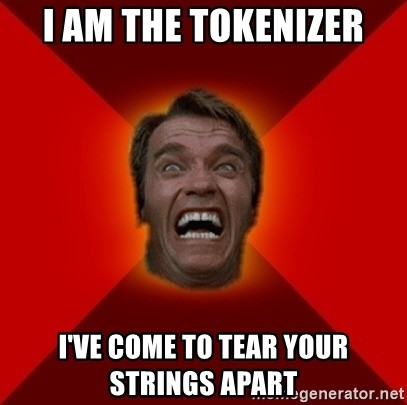 I AM THE TOKENIZER
I'VE COME TO TEAR YOUR
STRINGS APART
memegenerator.net